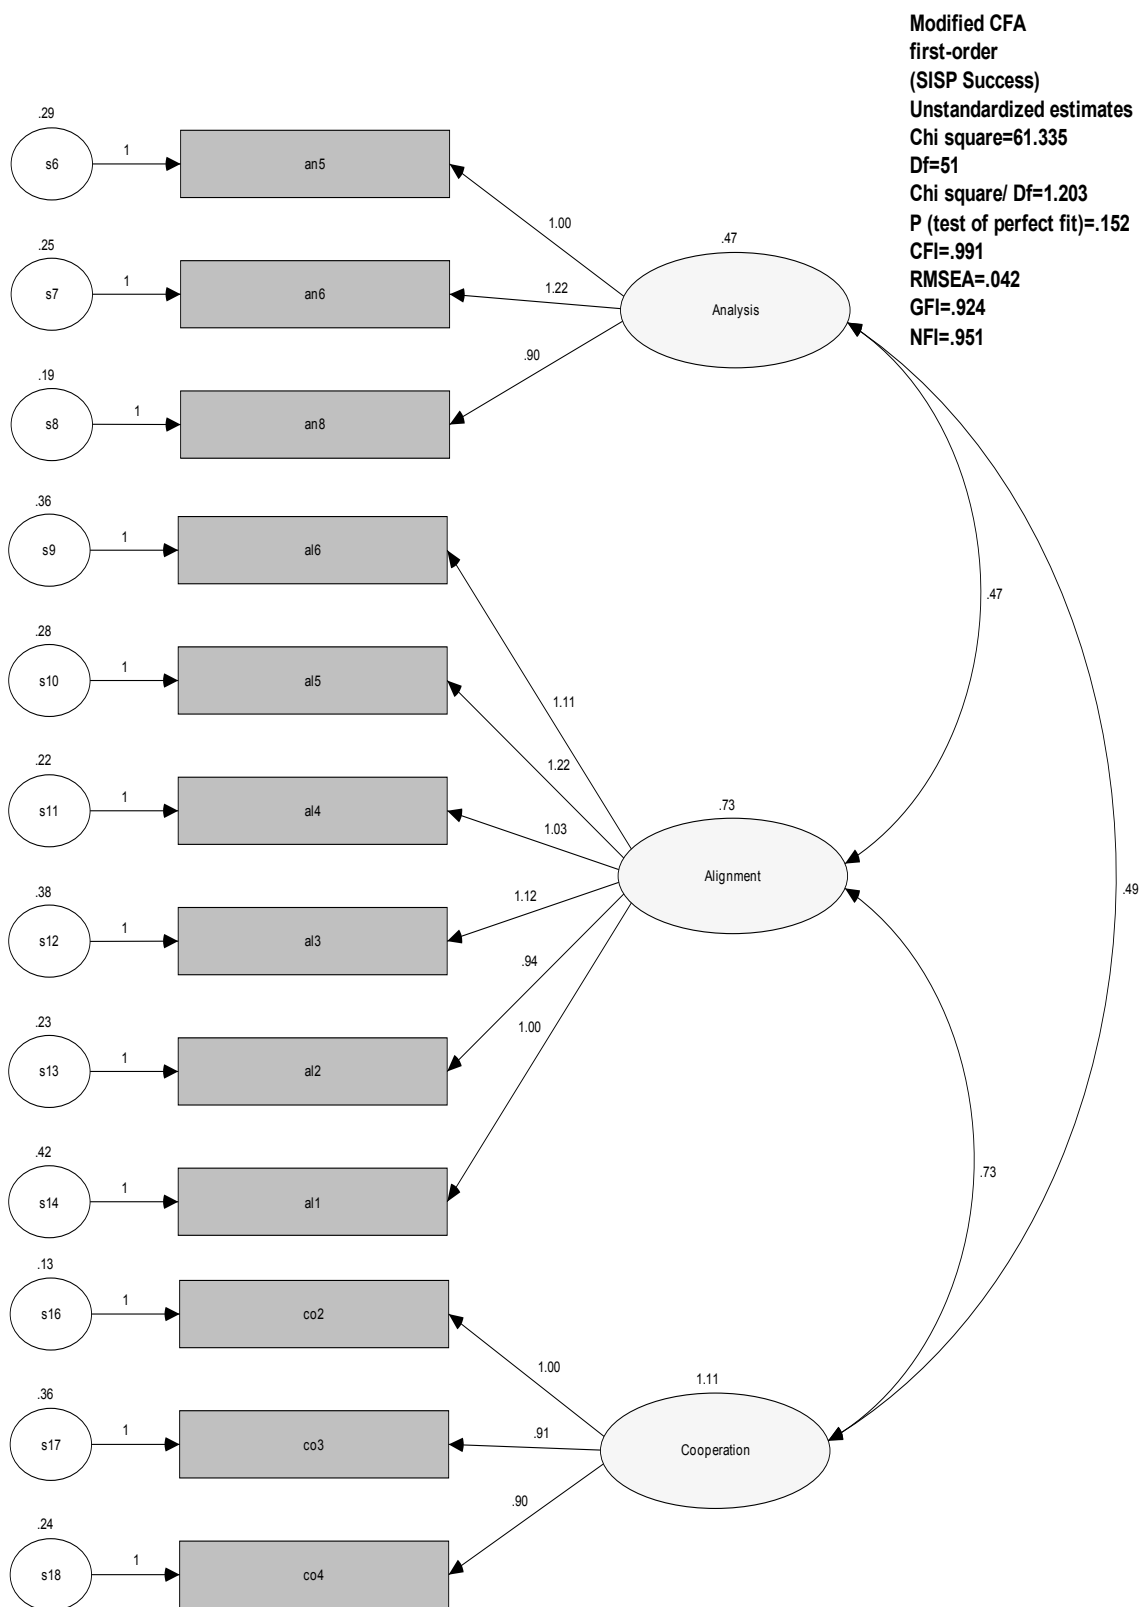 Modified CFA
first-order
(SISP Success)
Unstandardized estimates
Chi square=61.335
Df=51
Chi square/ Df=1.203
P (test of perfect fit)=.152
CFI=.991
RMSEA=.042
GFI=.924
NFI=.951
.29
s6
1
an5
1.00
.25
s7
1
an6
1.22
.19
s8
1
an8
.90
.47
Analysis
.36
s9
1
al6
1.11
.28
s10
1
al5
1.22
.22
s11
1
al4
1.03
.38
s12
1
al3
1.12
.23
s13
1
al2
.94
.42
s14
1
al1
1.00
.73
Alignment
.47
.49
.73
.13
s16
1
co2
1.00
.36
s17
1
co3
.91
.24
s18
1
co4
.90
1.11
Cooperation